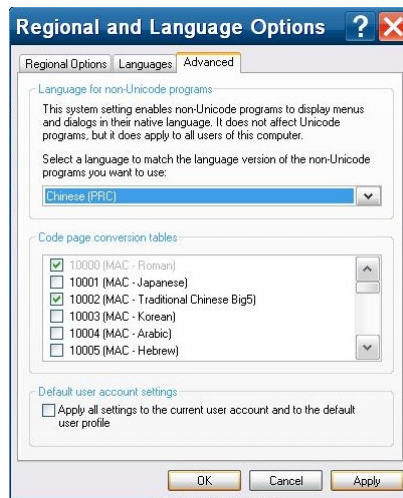 Regional and Language Options
Regional Options Languages Advanced
Language for non-Unicode programs
This system setting enables non-Unicode programs to display menus
and dialogs in their native language. It does not affect Unicode
programs, but it does apply to all users of this computer.
Select a language to match the language version of the non-Unicode
programs you want to use:
Chinese (PRC)
Code page conversion tables
10000 (MAC - Roman)
10001 (MAC - Japanese)
10002 (MAC - Traditional Chinese Big5)
10003 (MAC - Korean)
10004 (MAC - Arabic)
10005 (MAC - Hebrew)
Default user account settings
Apply all settings to the current user account and to the default
user profile
OK Cancel Apply